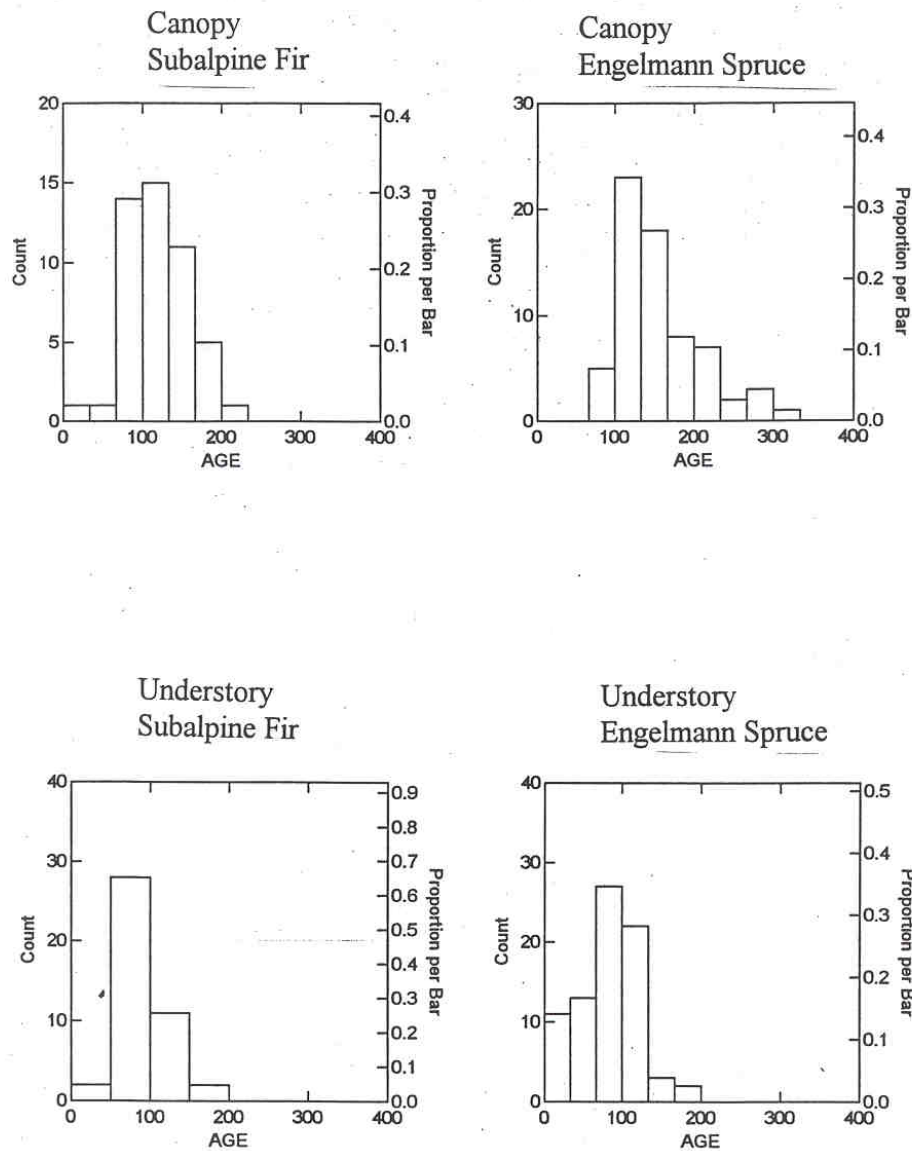 Canopy
Subalpine Fir
20
15
10
5
0
Count
0 100 200 300 400
AGE
0.4
0.3
0.2
0.1
0.0
Proportion per Bar
Canopy
Engelmann Spruce
30
20
10
0
Count
0 100 200 300 400
AGE
0.4
0.3
0.2
0.1
0.0
Proportion per Bar
Understory
Subalpine Fir
40
30
20
10
0
Count
0 100 200 300 400
AGE
0.9
0.8
0.7
0.6
0.5
0.4
0.3
0.2
0.1
0.0
Proportion per Bar
Understory
Engelmann Spruce
40
30
20
10
0
Count
0 100 200 300 400
AGE
0.5
0.4
0.3
0.2
0.1
0.0
Proportion per Bar